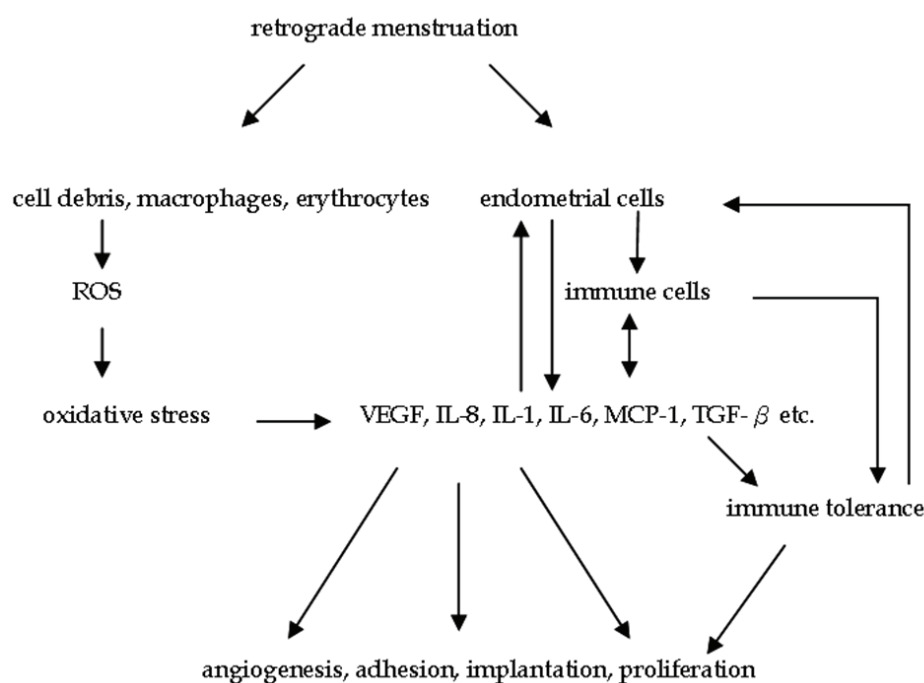 retrograde menstruation
cell debris, macrophages, erythrocytes
endometrial cells
ROS
immune cells
oxidative stress
VEGF, IL-8, IL-1, IL-6, MCP-1, TGF- β etc.
immune tolerance
angiogenesis, adhesion, implantation, proliferation